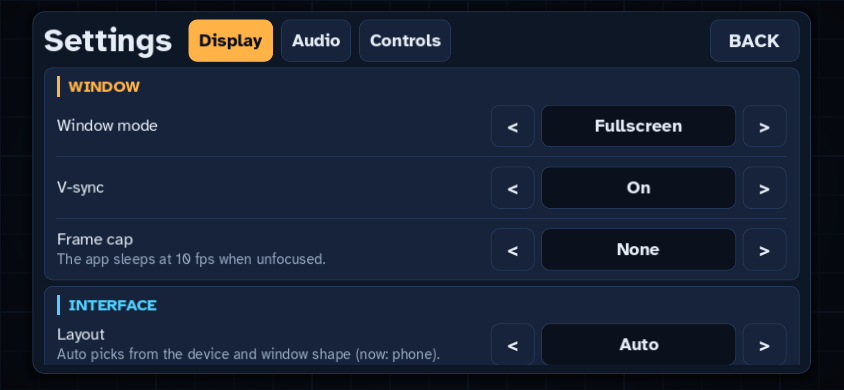 Settings Display Audio Controls BACK
WINDOW
Window mode < Fullscreen >
V-sync < On >
Frame cap < None >
The app sleeps at 10 fps when unfocused.
INTERFACE
Layout < Auto >
Auto picks from the device and window shape (now: phone).